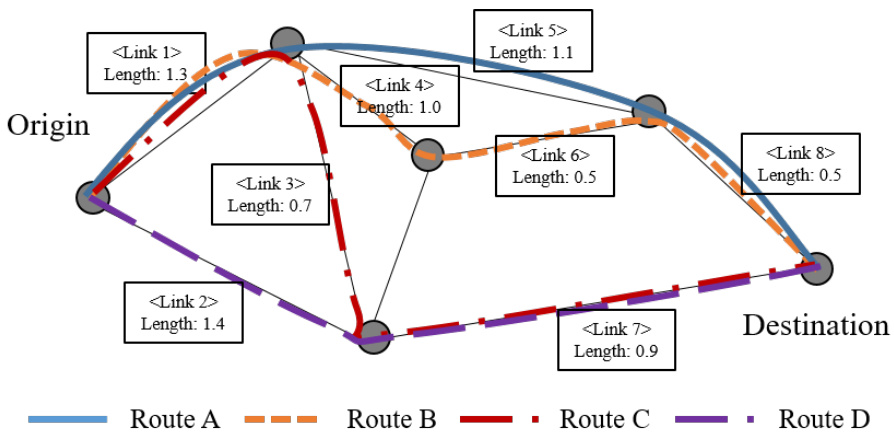 <Link 1>
Length: 1.3
<Link 5>
Length: 1.1
<Link 4>
Length: 1.0
Origin
<Link 6>
Length: 0.5
<Link 8>
Length: 0.5
<Link 3>
Length: 0.7
<Link 2>
Length: 1.4
<Link 7>
Length: 0.9
Destination
Route A
Route B
Route C
Route D